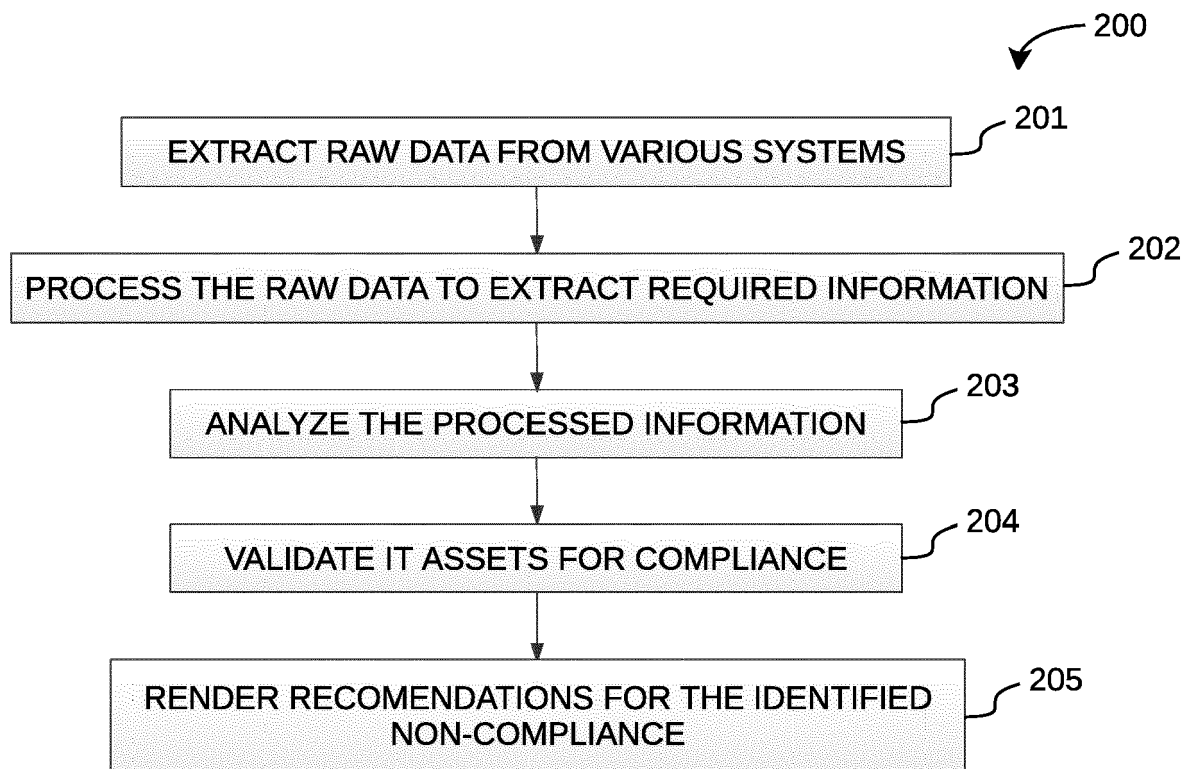 200
201
EXTRACT RAW DATA FROM VARIOUS SYSTEMS
202
PROCESS THE RAW DATA TO EXTRACT REQUIRED INFORMATION
203
ANALYZE THE PROCESSED INFORMATION
204
VALIDATE IT ASSETS FOR COMPLIANCE
205
RENDER RECOMENDATIONS FOR THE IDENTIFIED
NON-COMPLIANCE